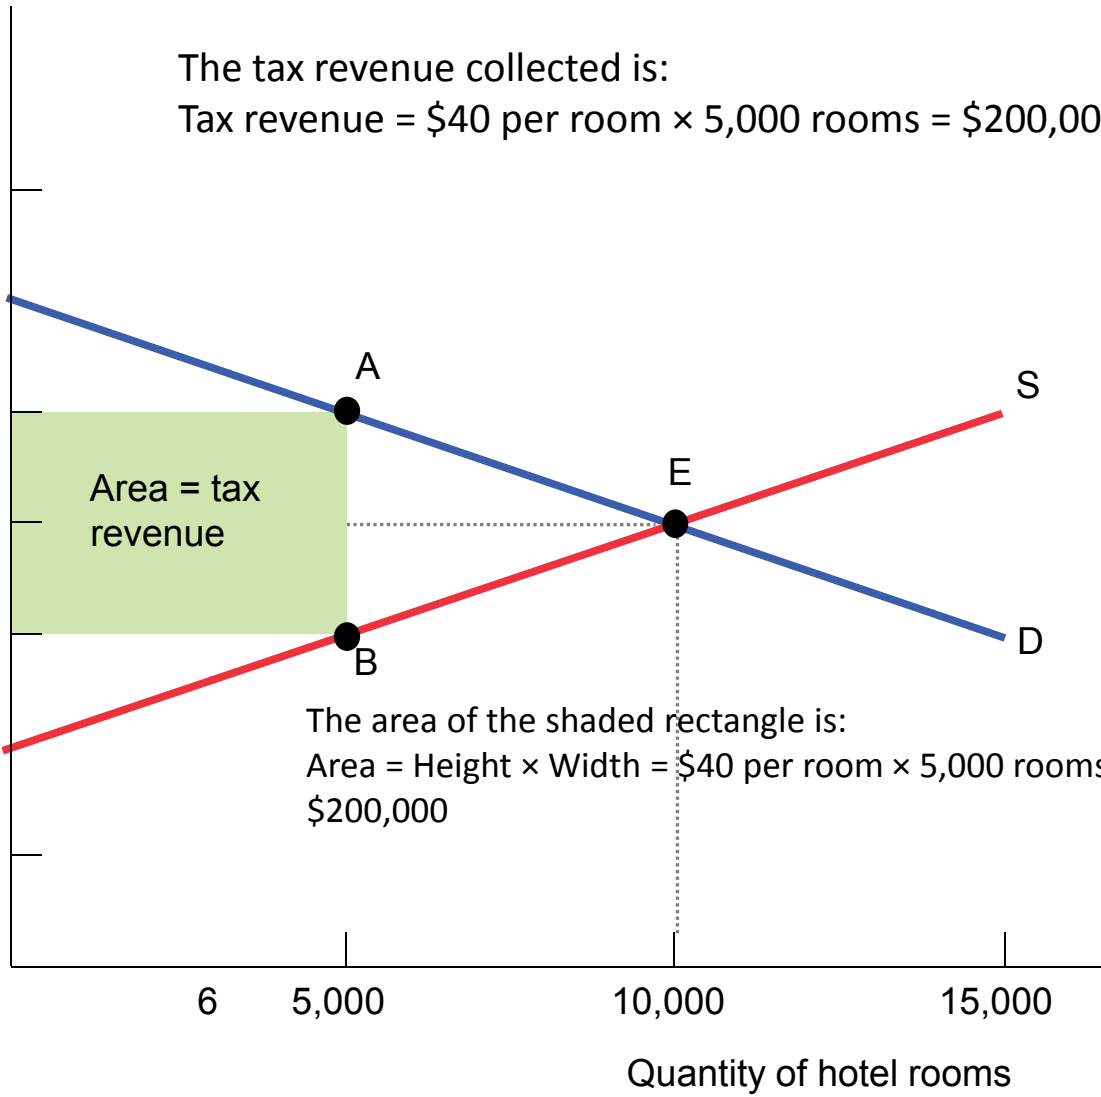 The tax revenue collected is:
Tax revenue = $40 per room × 5,000 rooms = $200,00
A
S
E
Area = tax
revenue
B
D
The area of the shaded rectangle is:
Area = Height × Width = $40 per room × 5,000 rooms
$200,000
6 5,000 10,000 15,000
Quantity of hotel rooms